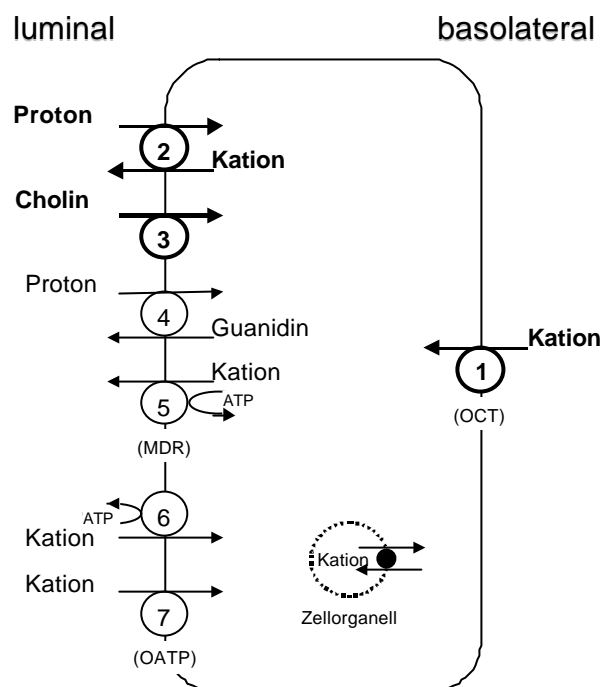 luminal basolateral
Proton
2
Kation
Cholin
3
Proton
4
Guanidin
Kation
Kation
1
5
ATP
(OCT)
(MDR)
6
ATP
Kation
Kation
Kation
7
Zellorganell
(OATP)